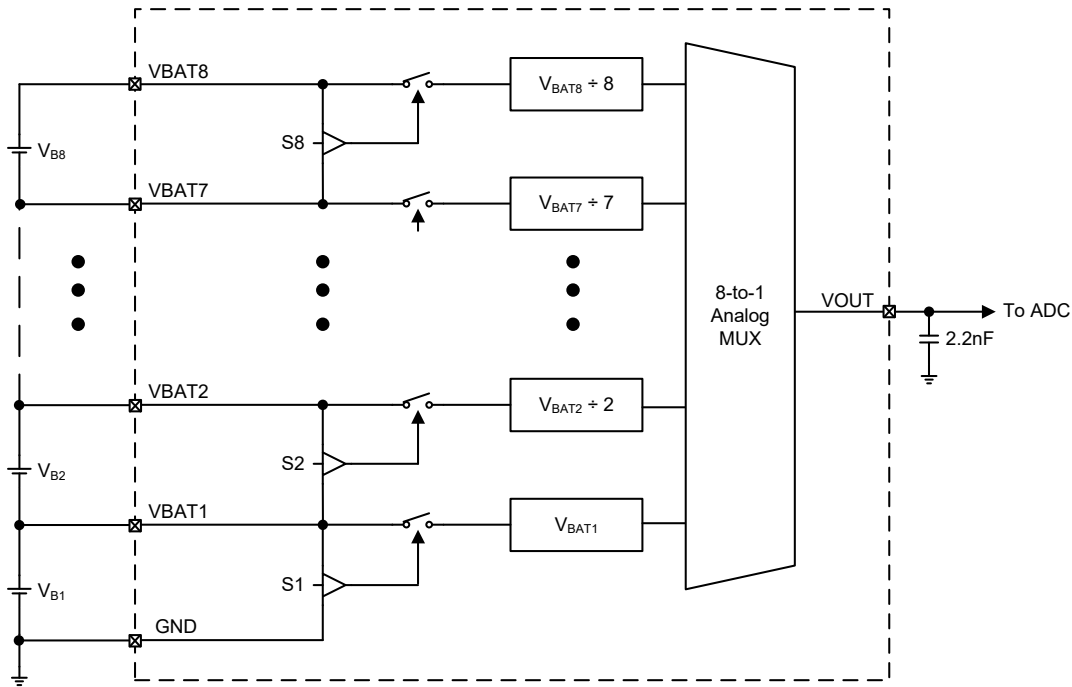 VBAT8
V_BAT8 ÷ 8
S8
V_B8
VBAT7
V_BAT7 ÷ 7
8-to-1
Analog
MUX
VOUT
To ADC
2.2nF
VBAT2
V_BAT2 ÷ 2
S2
V_B2
VBAT1
V_BAT1
S1
V_B1
GND